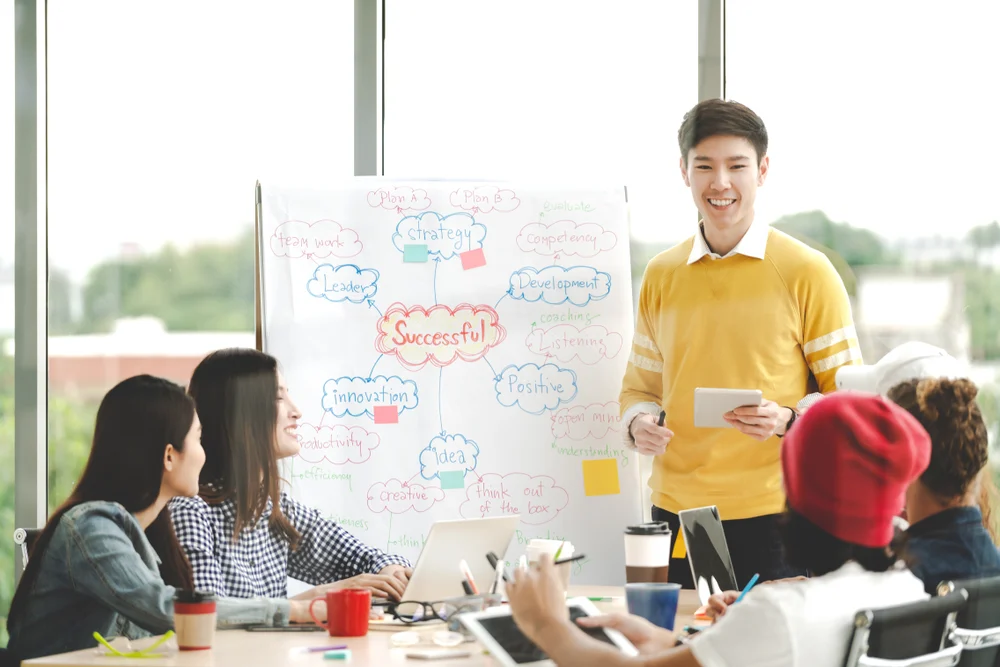 Plan A
Plan B
evaluate
team work
strategy
Competency
Leader
Development
coaching
Successful
Listening
innovation
Positive
open mind
Productivity
understanding
idea
efficiency
creative
think out
of the box